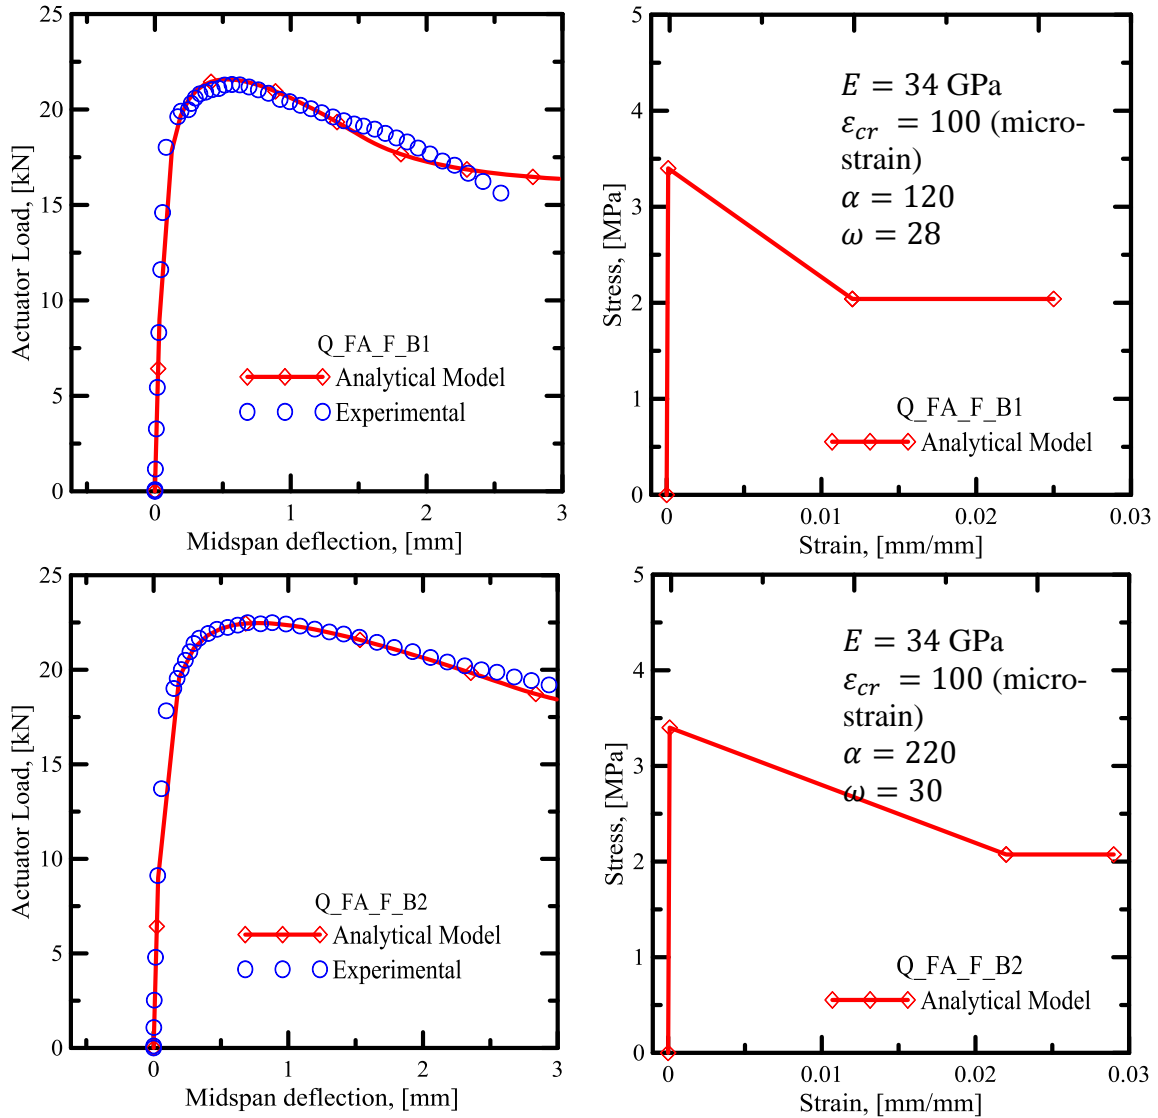 25
20
15
10
5
0
Actuator Load, [kN]
Q_FA_F_B1
Analytical Model
Experimental
0 1 2 3
Midspan deflection, [mm]
5
4
3
2
1
0
Stress, [MPa]
E = 34 GPa
ε_cr = 100 (micro-
strain)
α = 120
ω = 28
Q_FA_F_B1
Analytical Model
0 0.01 0.02 0.03
Strain, [mm/mm]
25
20
15
10
5
0
Actuator Load, [kN]
Q_FA_F_B2
Analytical Model
Experimental
0 1 2 3
Midspan deflection, [mm]
5
4
3
2
1
0
Stress, [MPa]
E = 34 GPa
ε_cr = 100 (micro-
strain)
α = 220
ω = 30
Q_FA_F_B2
Analytical Model
0 0.01 0.02 0.03
Strain, [mm/mm]